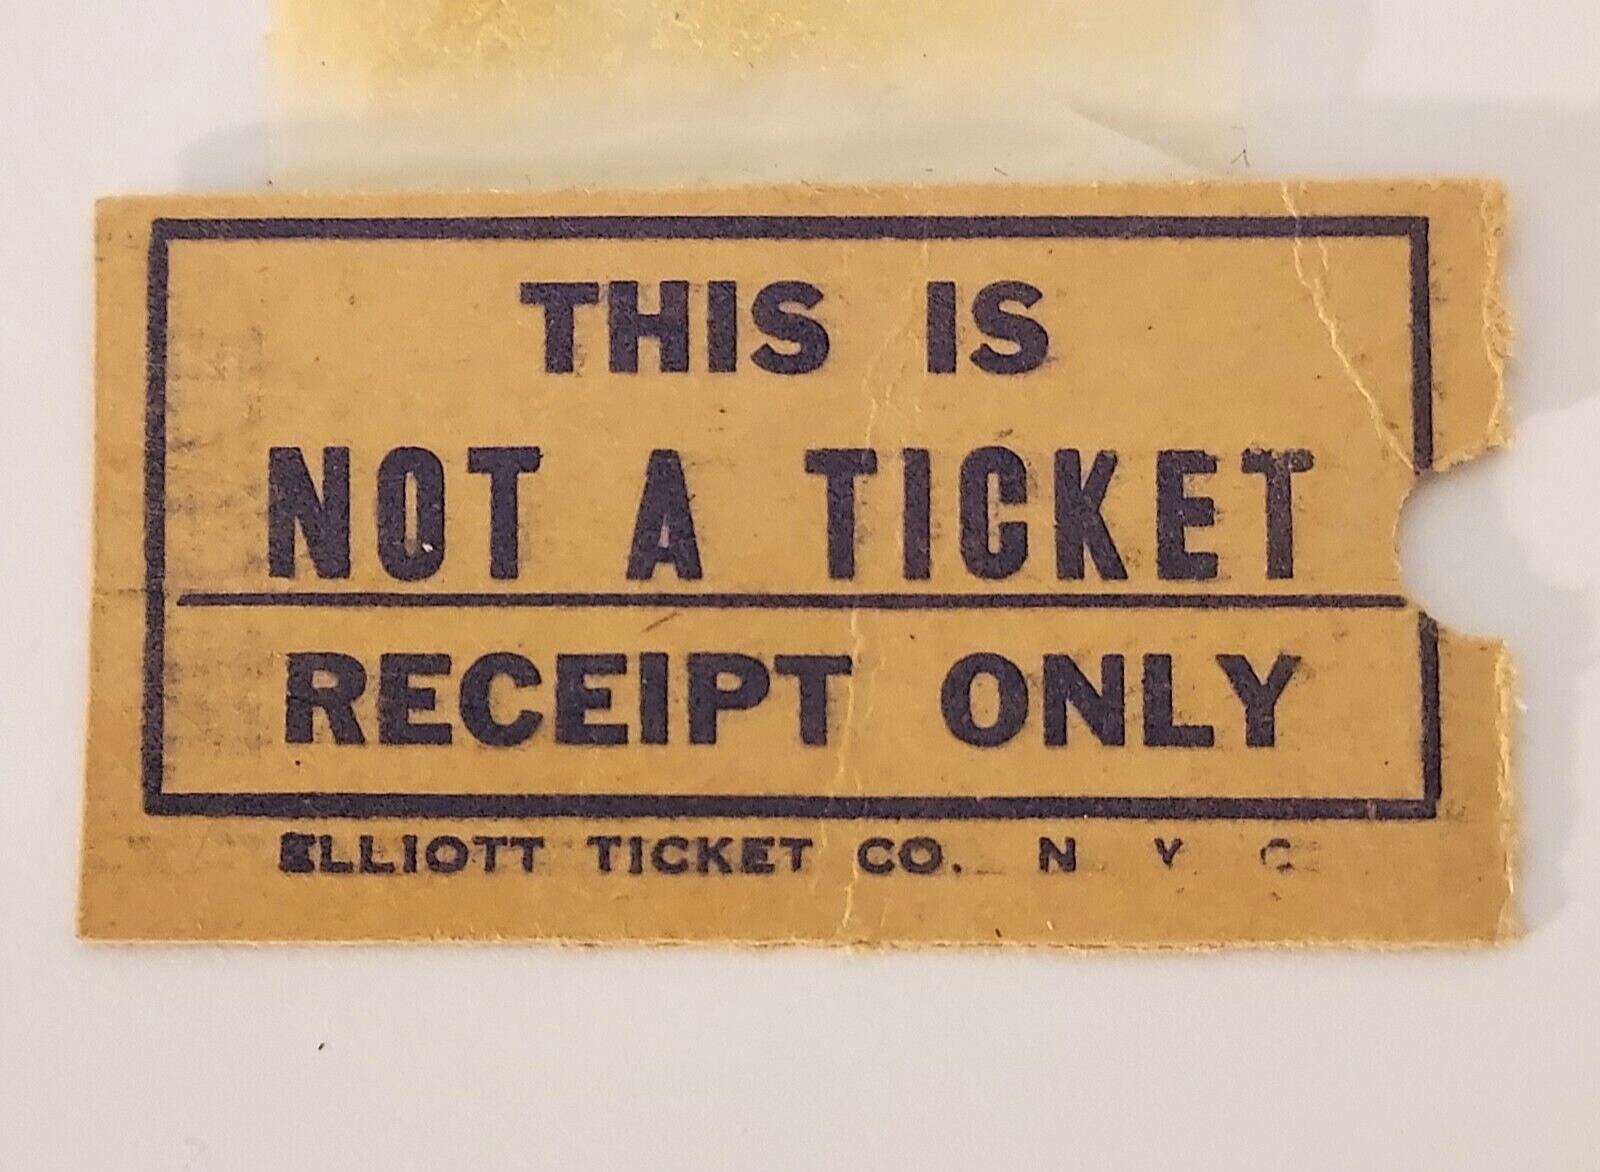 THIS IS
NOT A TICKET
RECEIPT ONLY
ELLIOTT TICKET CO. N Y C